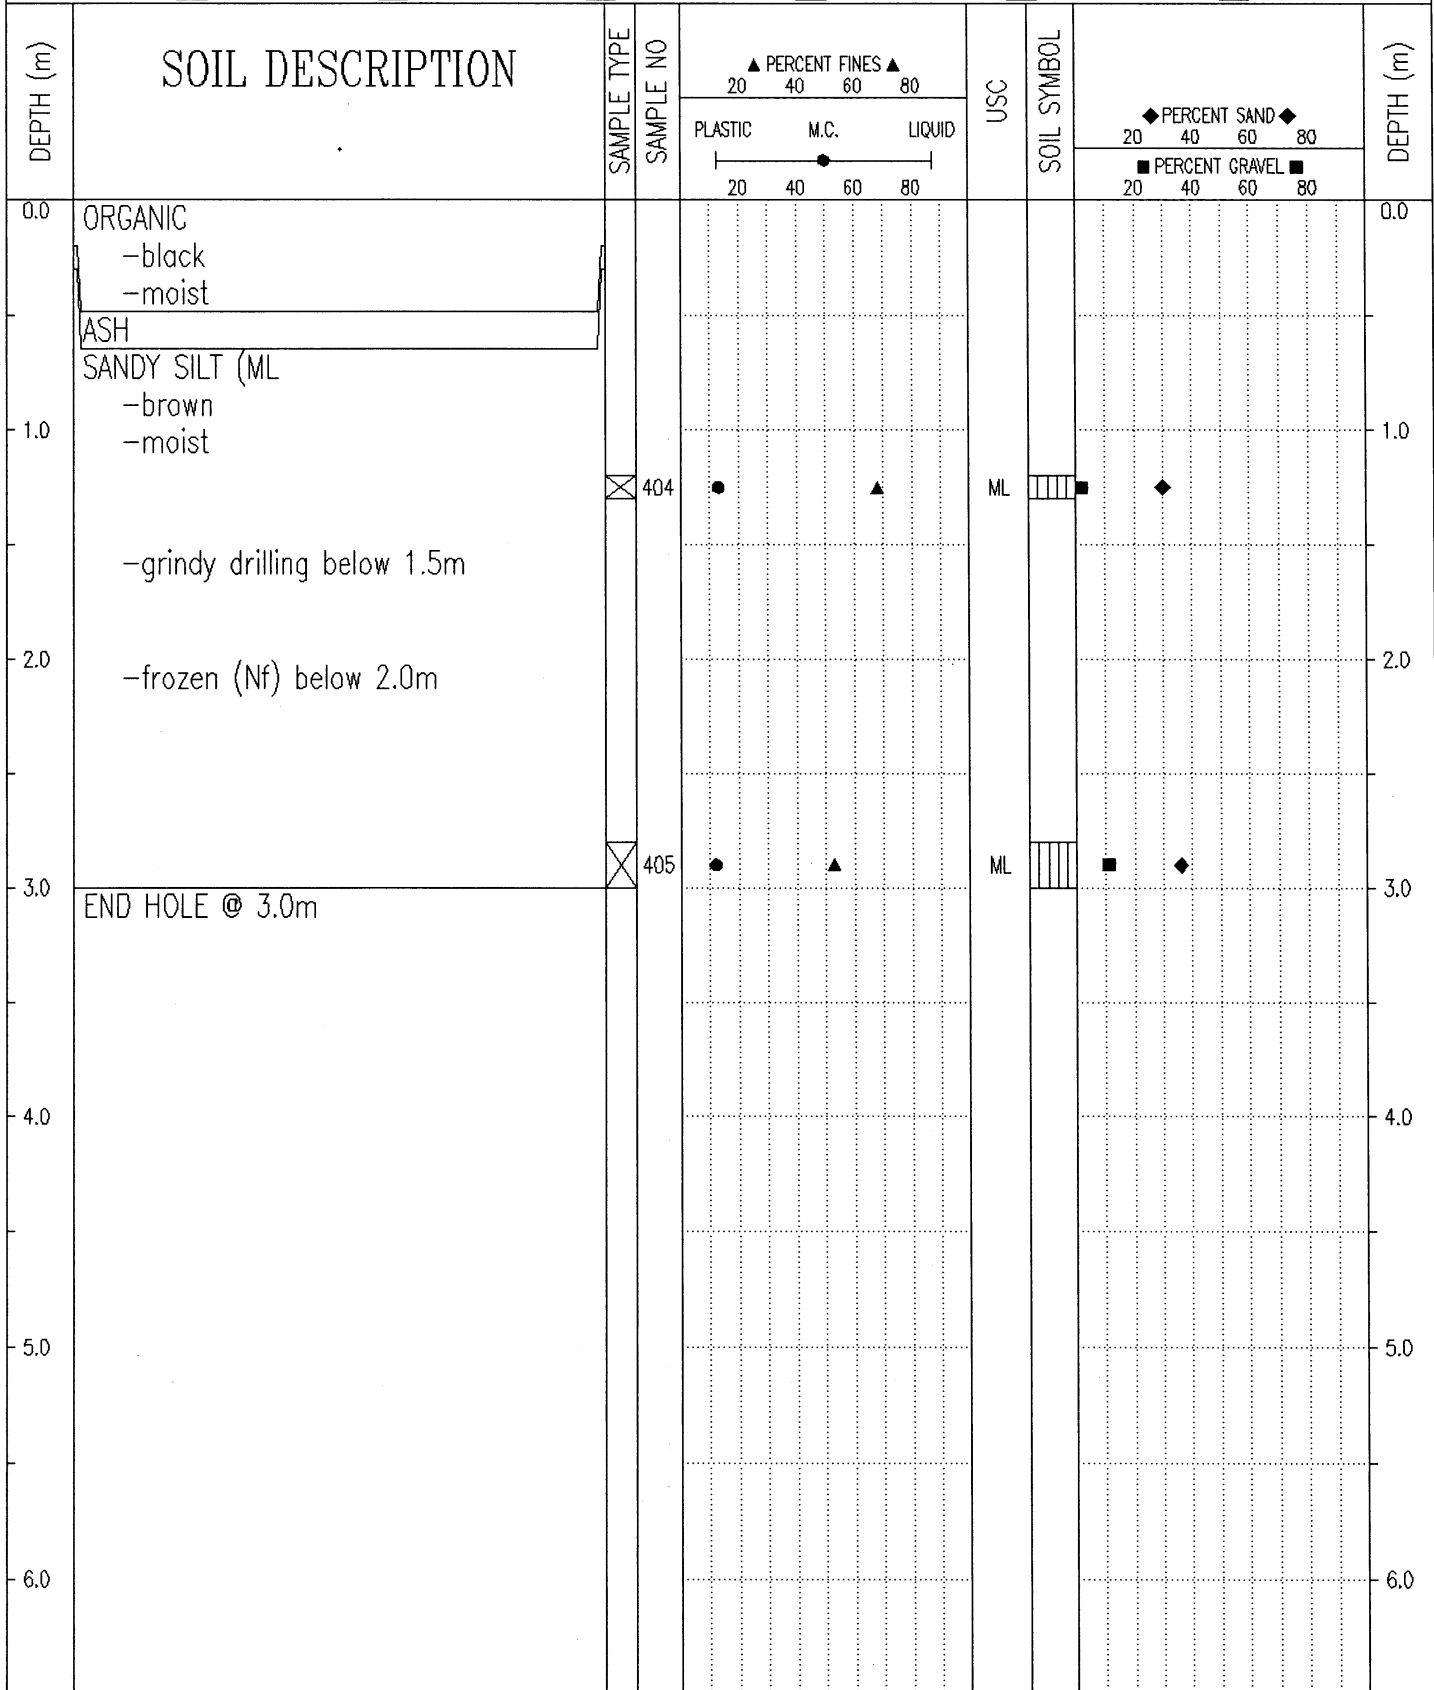 DEPTH (m)
SOIL DESCRIPTION
SAMPLE TYPE
SAMPLE NO
▲ PERCENT FINES ▲
20 40 60 80
PLASTIC M.C. LIQUID
20 40 60 80
USC
SOIL SYMBOL
◆ PERCENT SAND ◆
20 40 60 80
■ PERCENT GRAVEL ■
20 40 60 80
DEPTH (m)
0.0 ORGANIC 0.0
-black
-moist
ASH
SANDY SILT (ML
-brown
1.0 -moist 1.0
404 ML
-grindy drilling below 1.5m
2.0 2.0
-frozen (Nf) below 2.0m
405 ML
3.0 3.0
END HOLE @ 3.0m
4.0 4.0
5.0 5.0
6.0 6.0